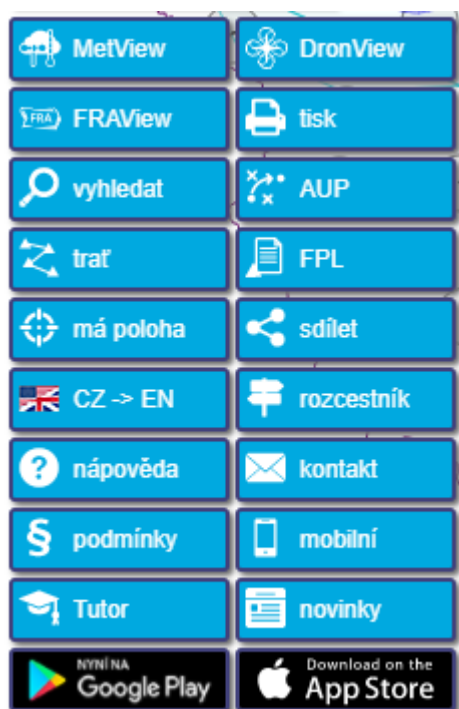 MetView
DronView
FRA
FRAView
tisk
vyhledat
AUP
trať
FPL
má poloha
sdílet
CZ -> EN
rozcestník
? nápověda
kontakt
§ podmínky
mobilní
Tutor
novinky
NYNÍ NA
Google Play
Download on the
App Store